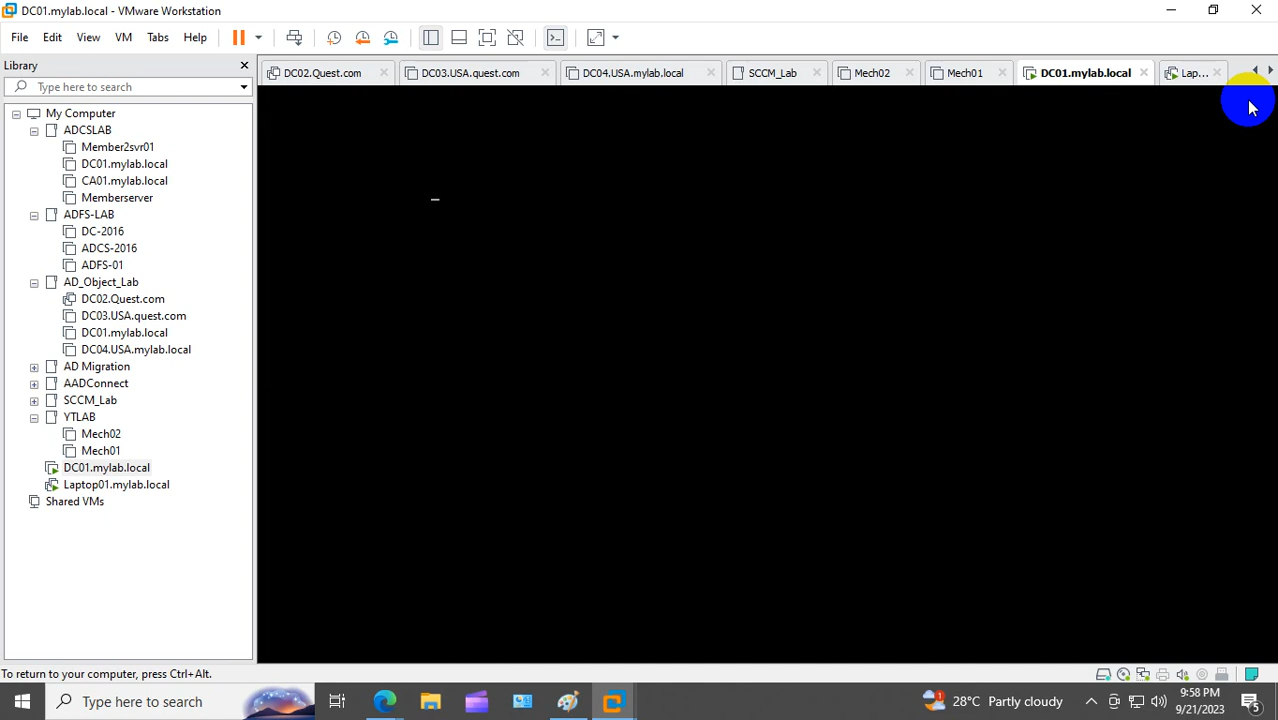 DC01.mylab.local - VMware Workstation
File Edit View VM Tabs Help
Library
Type here to search
DC02.Quest.com DC03.USA.quest.com DC04.USA.mylab.local SCCM_Lab Mech02 Mech01 DC01.mylab.local Lap...
My Computer
ADCSLAB
Member2svr01
DC01.mylab.local
CA01.mylab.local
Memberserver
ADFS-LAB
DC-2016
ADCS-2016
ADFS-01
AD_Object_Lab
DC02.Quest.com
DC03.USA.quest.com
DC01.mylab.local
DC04.USA.mylab.local
AD Migration
AADConnect
SCCM_Lab
YTLAB
Mech02
Mech01
DC01.mylab.local
Laptop01.mylab.local
Shared VMs
To return to your computer, press Ctrl+Alt.
Type here to search
1
28°C Partly cloudy
9:58 PM
9/21/2023
5